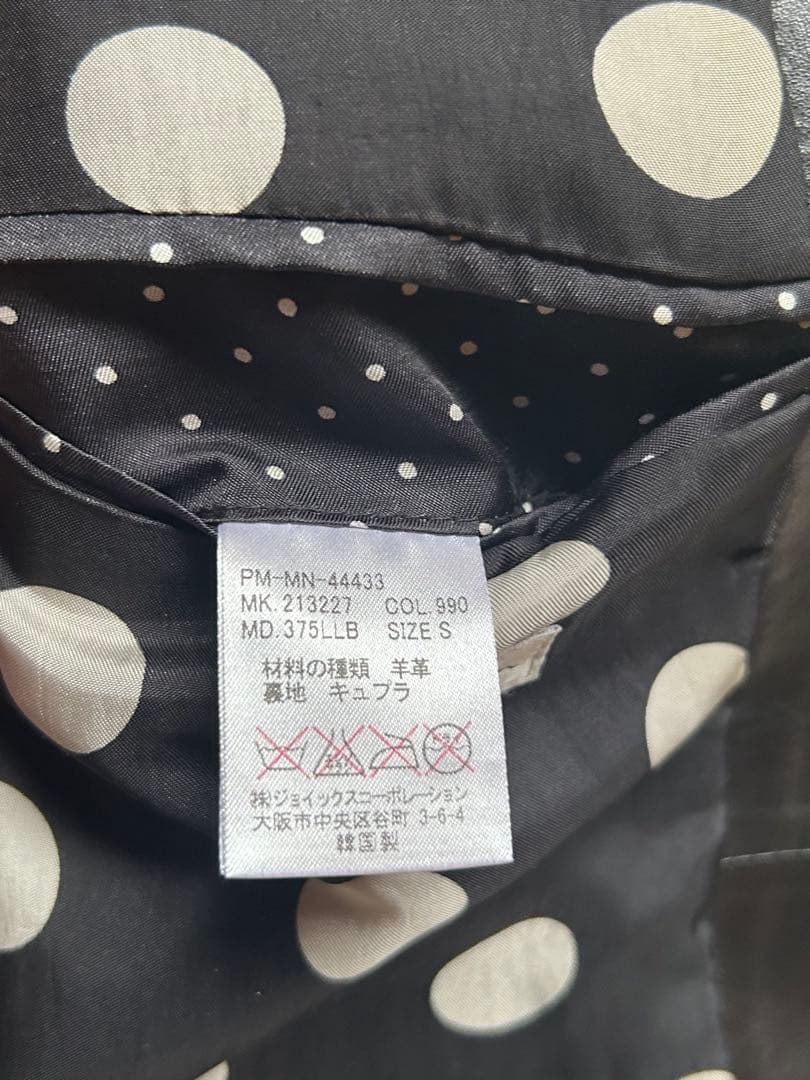 PM-MN-44433
MK.213227 COL.990
MD.375LLB SIZE S
材料の種類 羊革
裏地 キュプラ
㈱ジョイックスコーポレーション
大阪市中央区谷町 3-6-4
韓国製